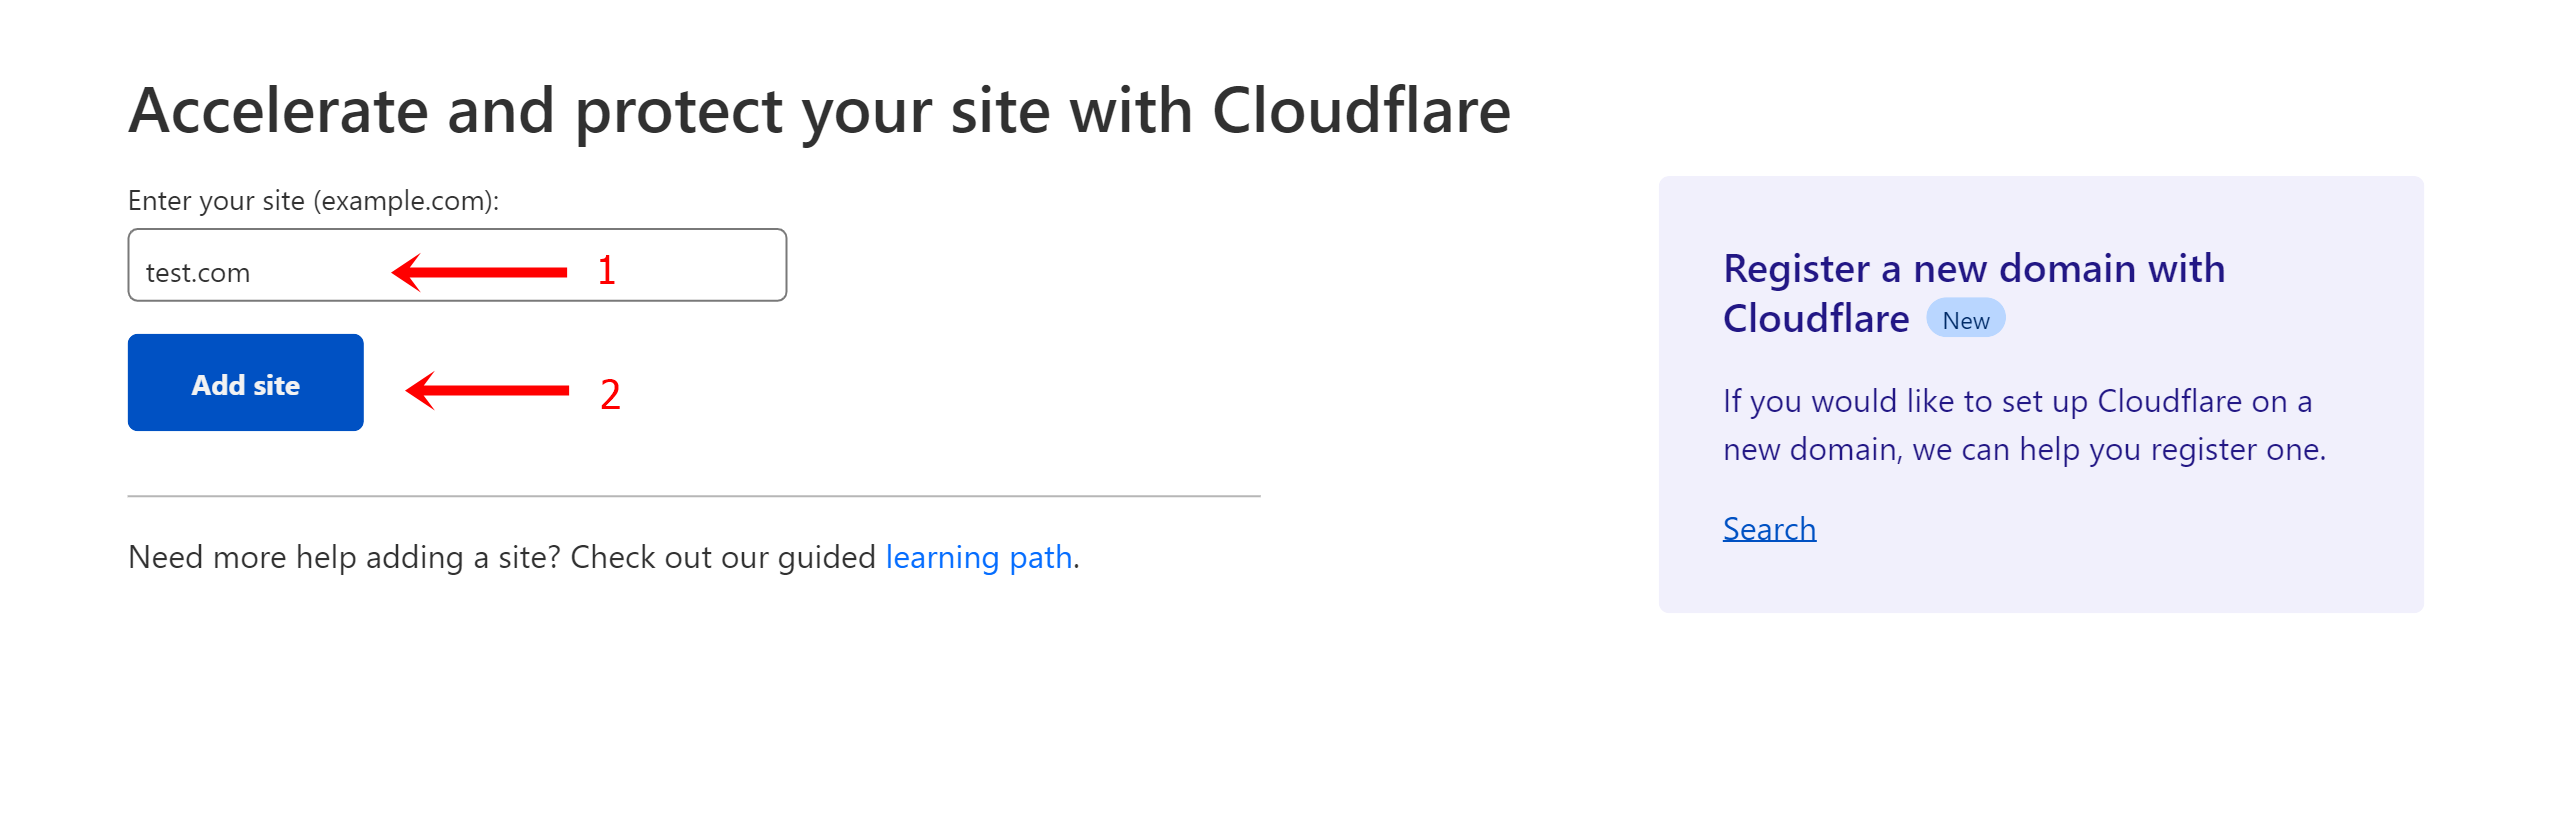 Accelerate and protect your site with Cloudflare
Enter your site (example.com):
test.com
1
Add site
2
Need more help adding a site? Check out our guided learning path.
Register a new domain with
Cloudflare New
If you would like to set up Cloudflare on a
new domain, we can help you register one.
Search